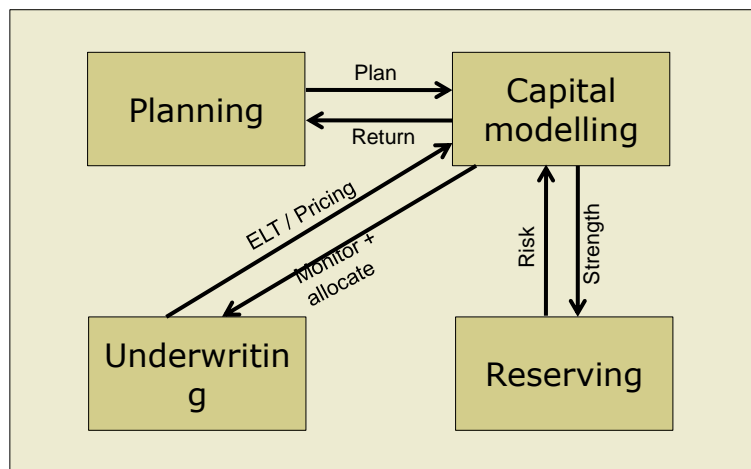 Planning
Plan
Return
Capital
modelling
ELT / Pricing
Monitor +
allocate
Risk
Strength
Underwritin
g
Reserving